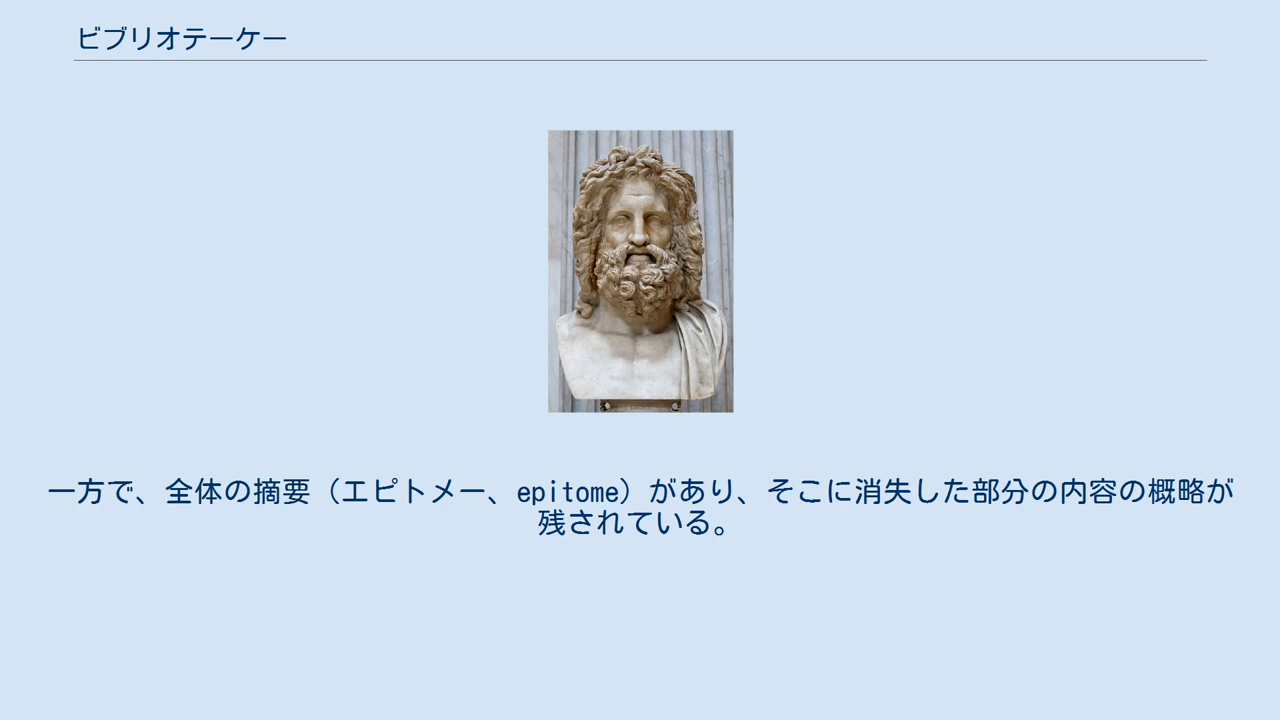 ビブリオテーケー
一方で、全体の摘要（エピトメー、epitome）があり、そこに消失した部分の内容の概略が
残されている。